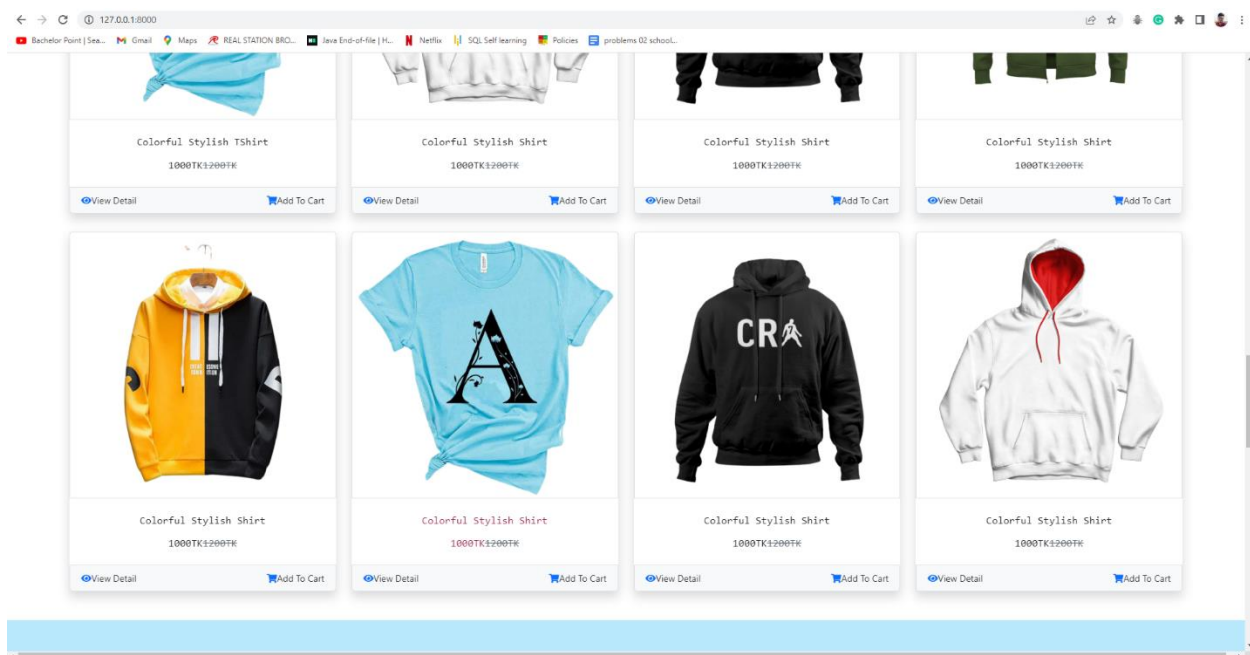 127.0.0.1:8000
Bachelor Point | Sea... Gmail Maps REAL STATION BRO... Java End-of-file | H... Netflix SQL Self learning Policies problems 02 school...
Colorful Stylish TShirt Colorful Stylish Shirt Colorful Stylish Shirt Colorful Stylish Shirt
1000TK1200TK 1000TK1200TK 1000TK1200TK 1000TK1200TK
View Detail Add To Cart View Detail Add To Cart View Detail Add To Cart View Detail Add To Cart
A CR
Colorful Stylish Shirt Colorful Stylish Shirt Colorful Stylish Shirt Colorful Stylish Shirt
1000TK1200TK 1000TK1200TK 1000TK1200TK 1000TK1200TK
View Detail Add To Cart View Detail Add To Cart View Detail Add To Cart View Detail Add To Cart